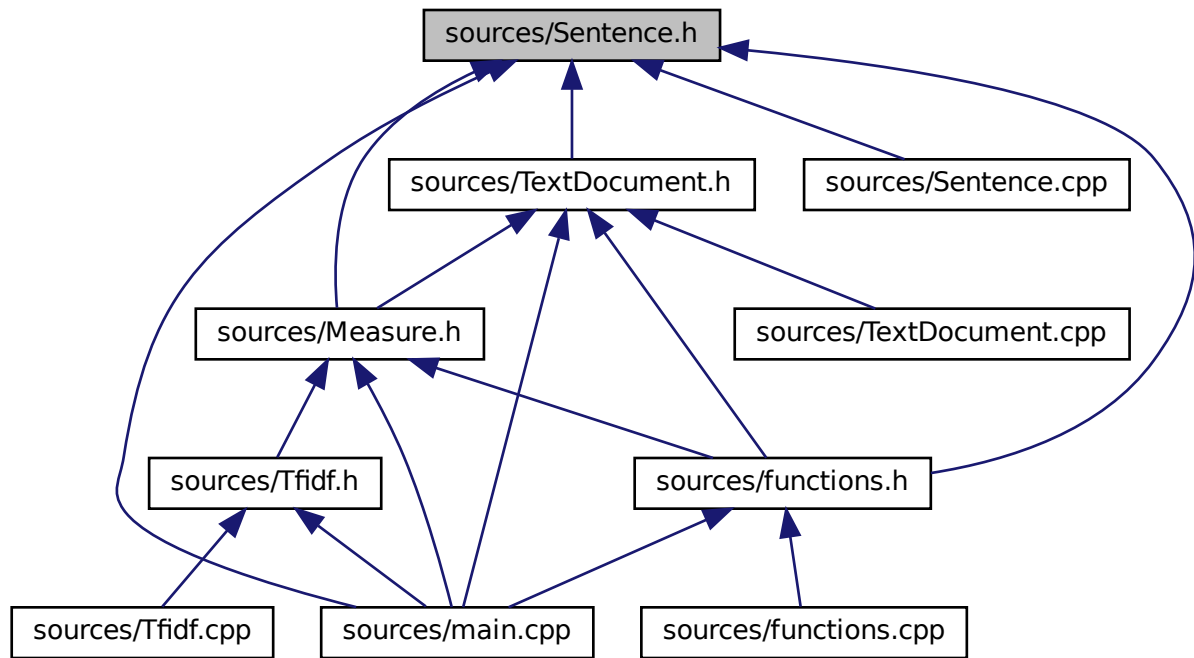 sources/Sentence.h
sources/TextDocument.h
sources/Sentence.cpp
sources/Measure.h
sources/TextDocument.cpp
sources/Tfidf.h
sources/functions.h
sources/Tfidf.cpp
sources/main.cpp
sources/functions.cpp